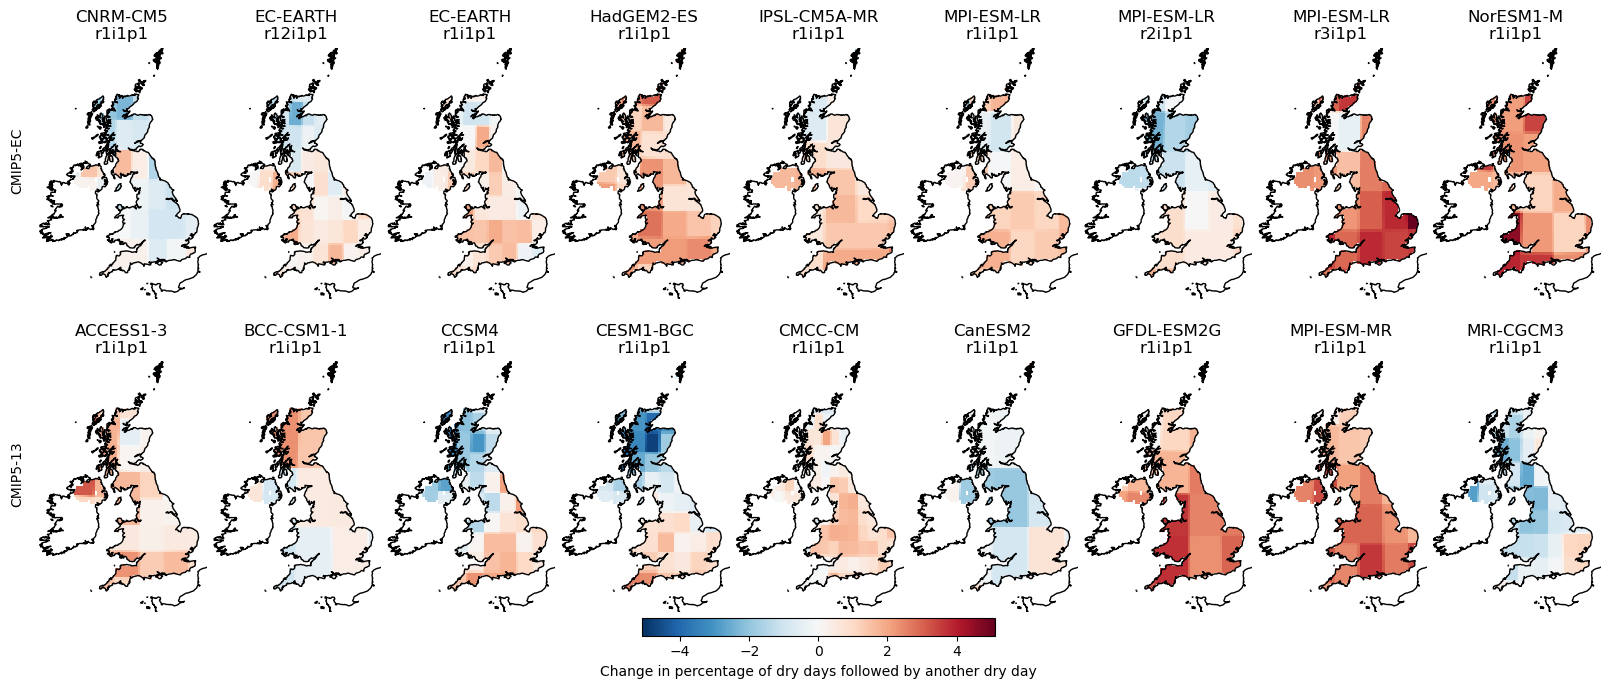 CNRM-CM5
r1i1p1
EC-EARTH
r12i1p1
EC-EARTH
r1i1p1
HadGEM2-ES
r1i1p1
IPSL-CM5A-MR
r1i1p1
MPI-ESM-LR
r1i1p1
MPI-ESM-LR
r2i1p1
MPI-ESM-LR
r3i1p1
NorESM1-M
r1i1p1
CMIP5-EC
ACCESS1-3
r1i1p1
BCC-CSM1-1
r1i1p1
CCSM4
r1i1p1
CESM1-BGC
r1i1p1
CMCC-CM
r1i1p1
CanESM2
r1i1p1
GFDL-ESM2G
r1i1p1
MPI-ESM-MR
r1i1p1
MRI-CGCM3
r1i1p1
CMIP5-13
−4 −2 0 2 4
Change in percentage of dry days followed by another dry day